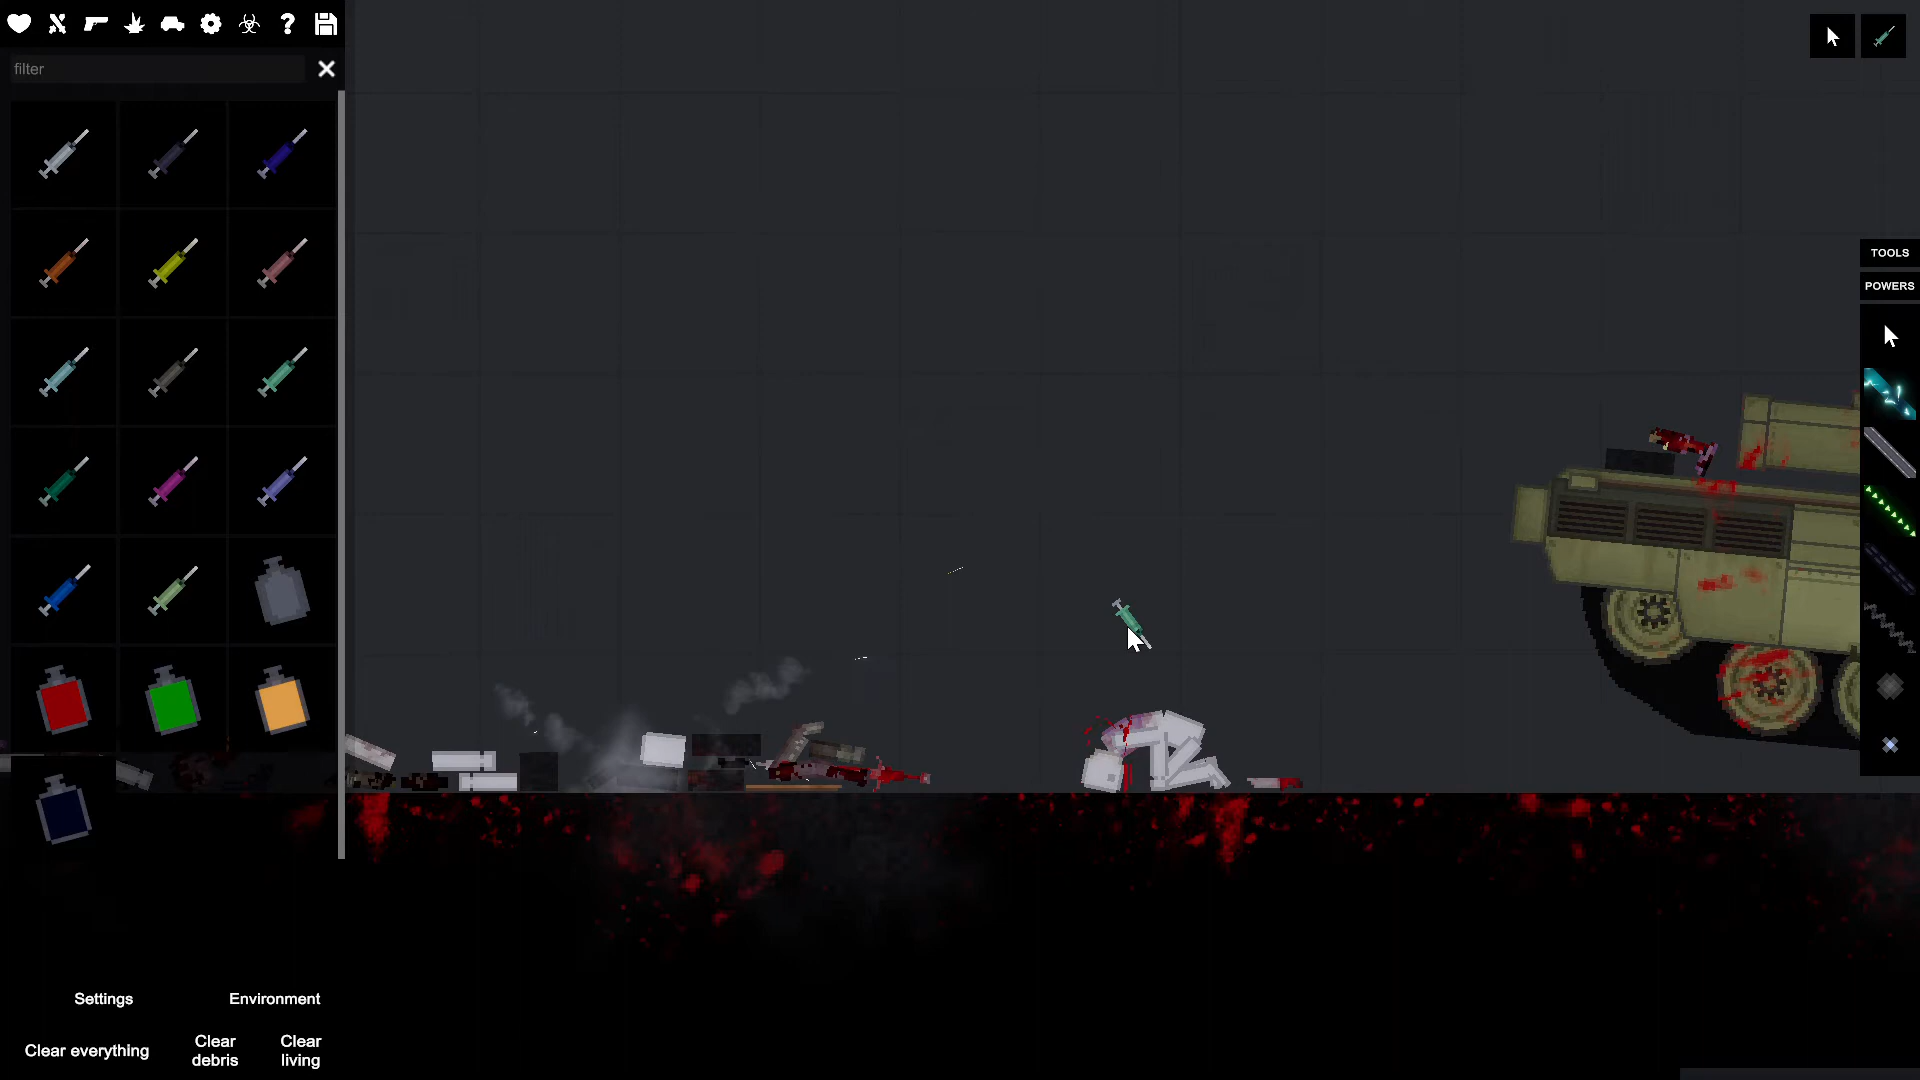 filter
TOOLS
POWERS
Settings
Environment
Clear everything
Clear
debris
Clear
living